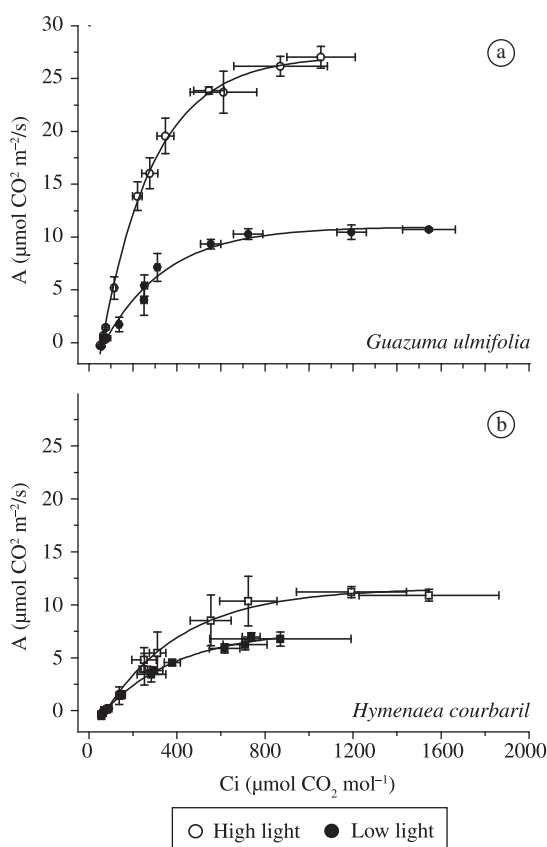 30
25
20
15
10
5
0
A (µmol CO² m⁻²/s)
a
Guazuma ulmifolia
25
20
15
10
5
0
A (µmol CO² m⁻²/s)
b
Hymenaea courbaril
0 400 800 1200 1600 2000
Ci (µmol CO₂ mol⁻¹)
High light Low light